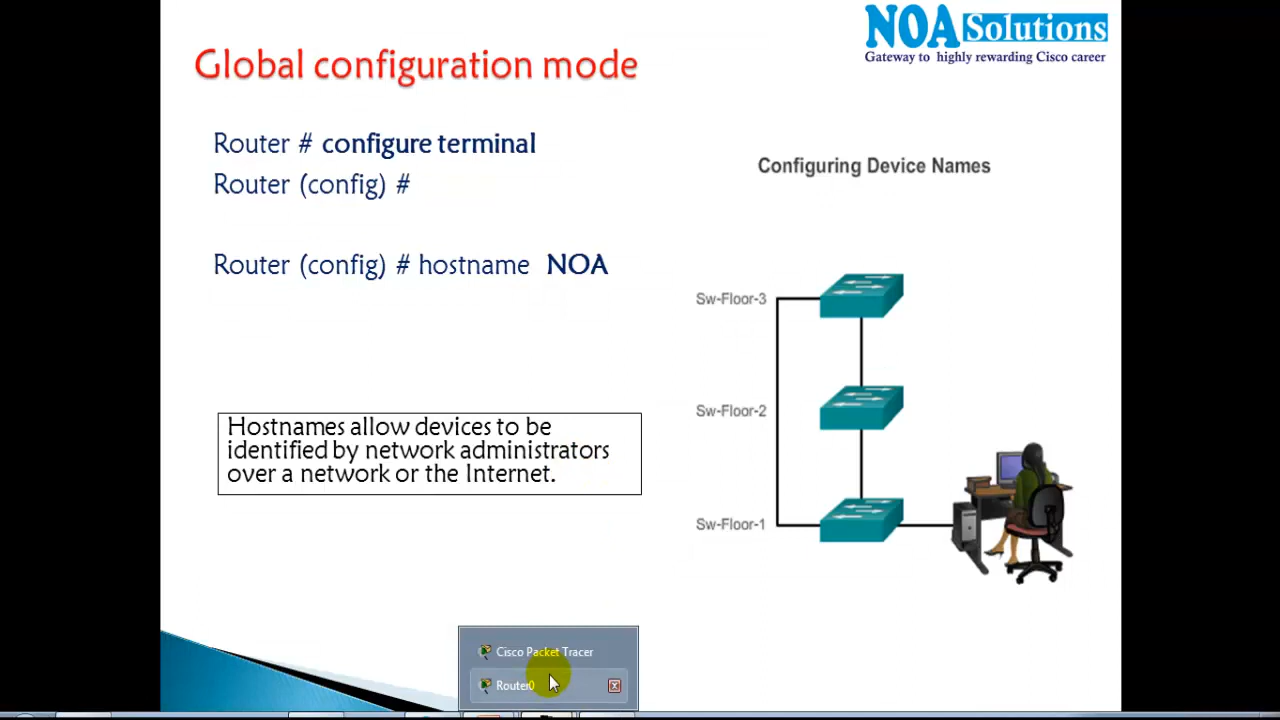 NOA Solutions
Gateway to highly rewarding Cisco career
Global configuration mode
Router # configure terminal
Router (config) #
Router (config) # hostname NOA
Hostnames allow devices to be
identified by network administrators
over a network or the Internet.
Configuring Device Names
Sw-Floor-3
Sw-Floor-2
Sw-Floor-1
Cisco Packet Tracer
Router0